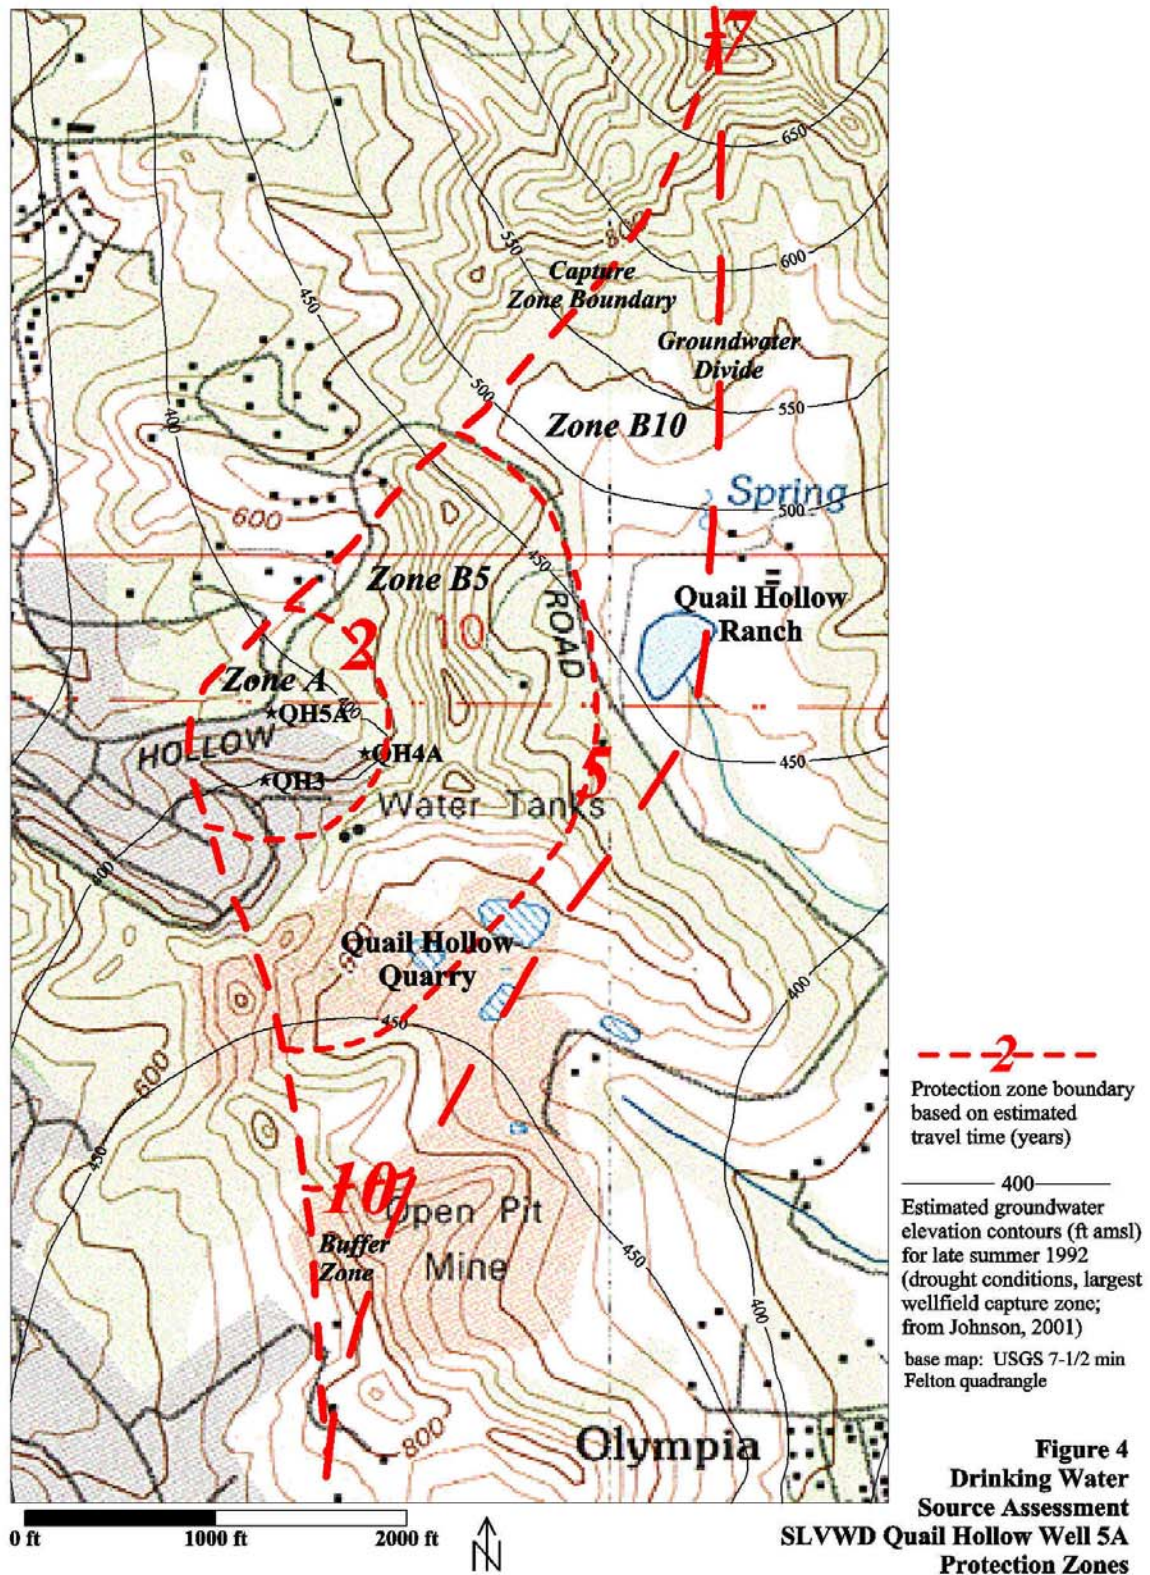 7
650
800
550
600
Capture
Zone Boundary
450
Groundwater
Divide
500
550
400
Zone B10
Spring
500
600
450
Zone B5
Quail Hollow
Ranch
10
ROAD
2
Zone A
400
QH5A
HOLLOW
QH4A
450
QH3
5
Water Tanks
400
Quail Hollow
Quarry
400
450
600
450
10
Open Pit
Mine
Buffer
Zone
450
400
800
Olympia
2
Protection zone boundary
based on estimated
travel time (years)
400
Estimated groundwater
elevation contours (ft amsl)
for late summer 1992
(drought conditions, largest
wellfield capture zone;
from Johnson, 2001)
base map: USGS 7-1/2 min
Felton quadrangle
Figure 4
Drinking Water
Source Assessment
SLVWD Quail Hollow Well 5A
Protection Zones
0 ft 1000 ft 2000 ft
N